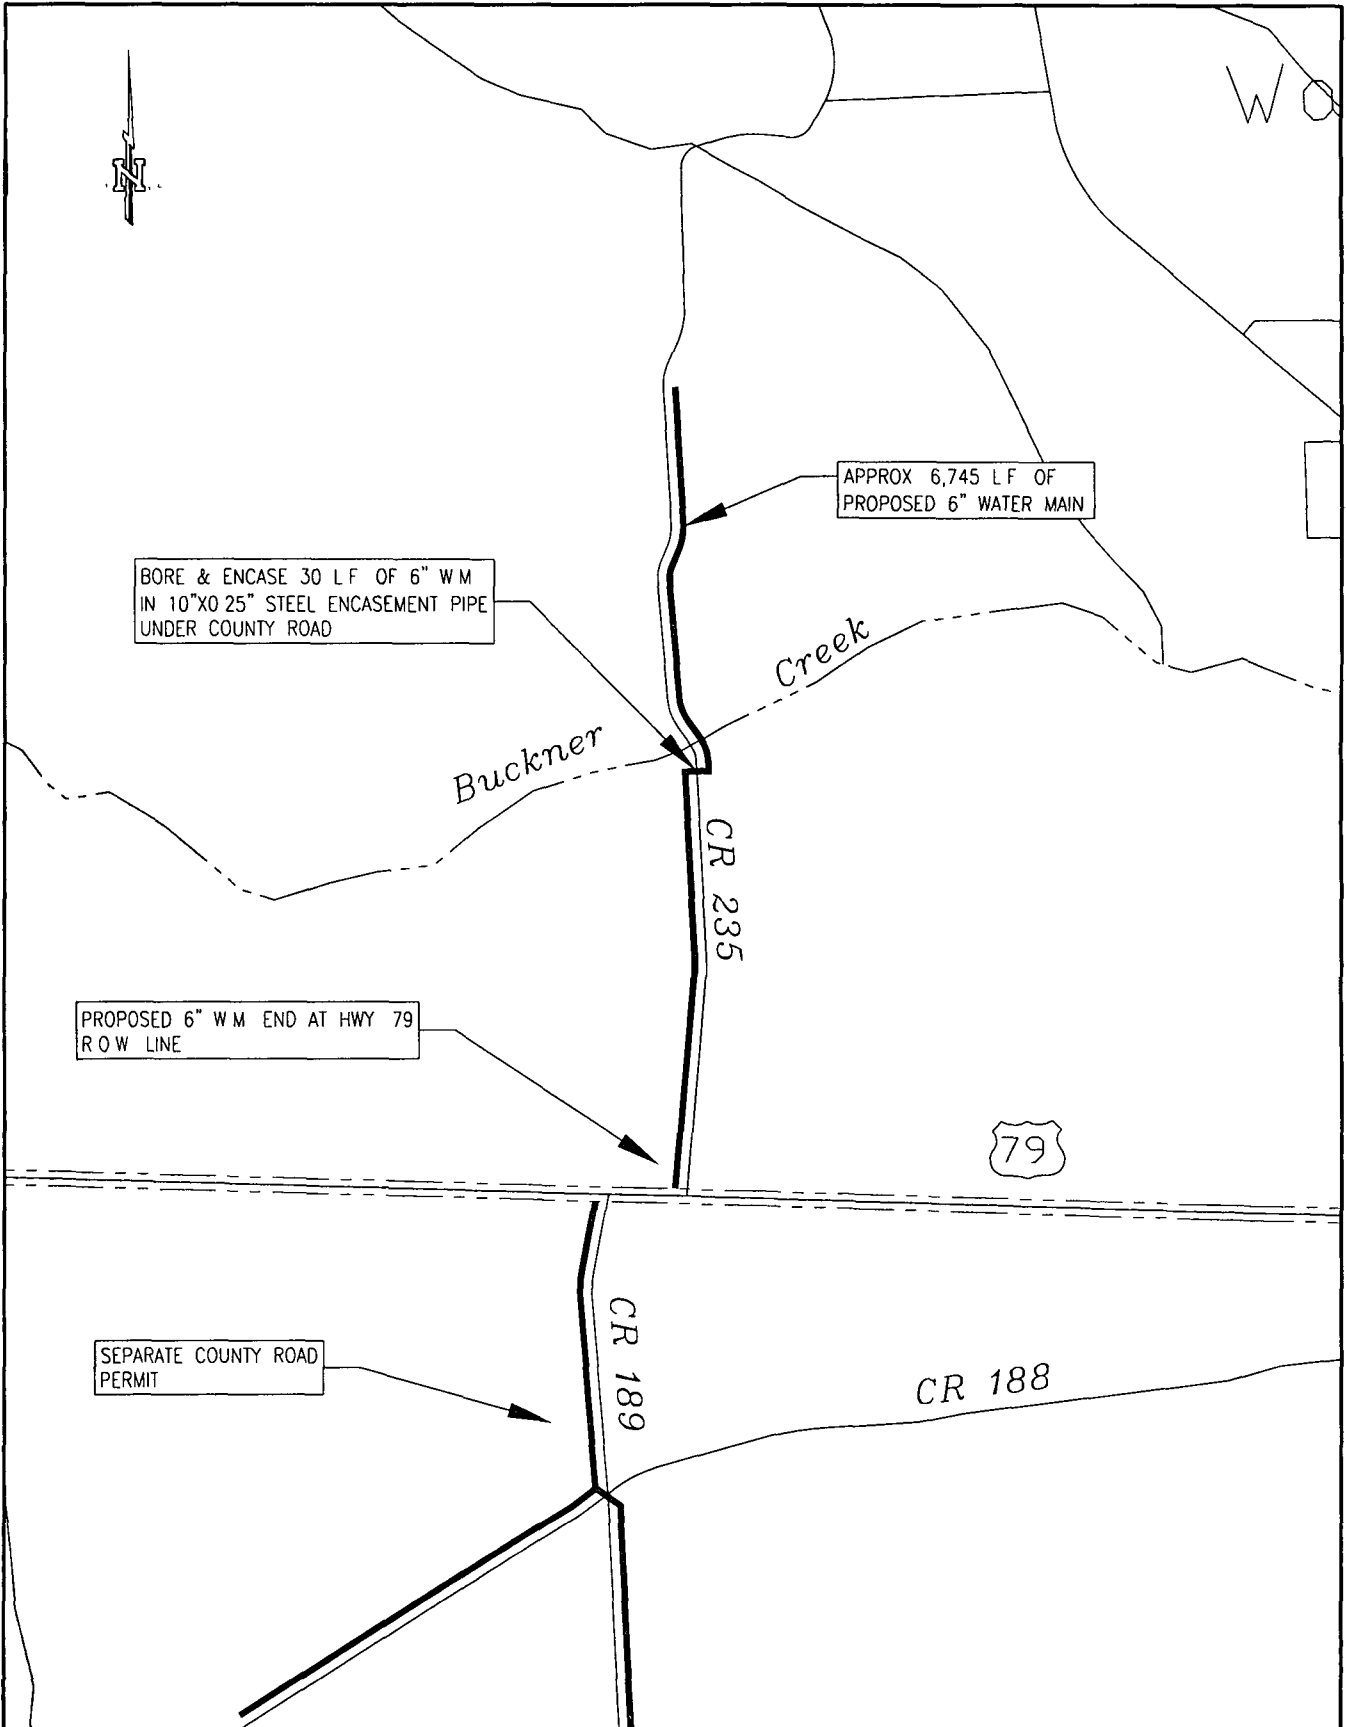 N
W
APPROX 6,745 LF OF
PROPOSED 6" WATER MAIN
BORE & ENCASE 30 LF OF 6" WM
IN 10"X0 25" STEEL ENCASEMENT PIPE
UNDER COUNTY ROAD
Buckner Creek
CR 235
PROPOSED 6" WM END AT HWY 79
ROW LINE
79
SEPARATE COUNTY ROAD
PERMIT
CR 189
CR 188